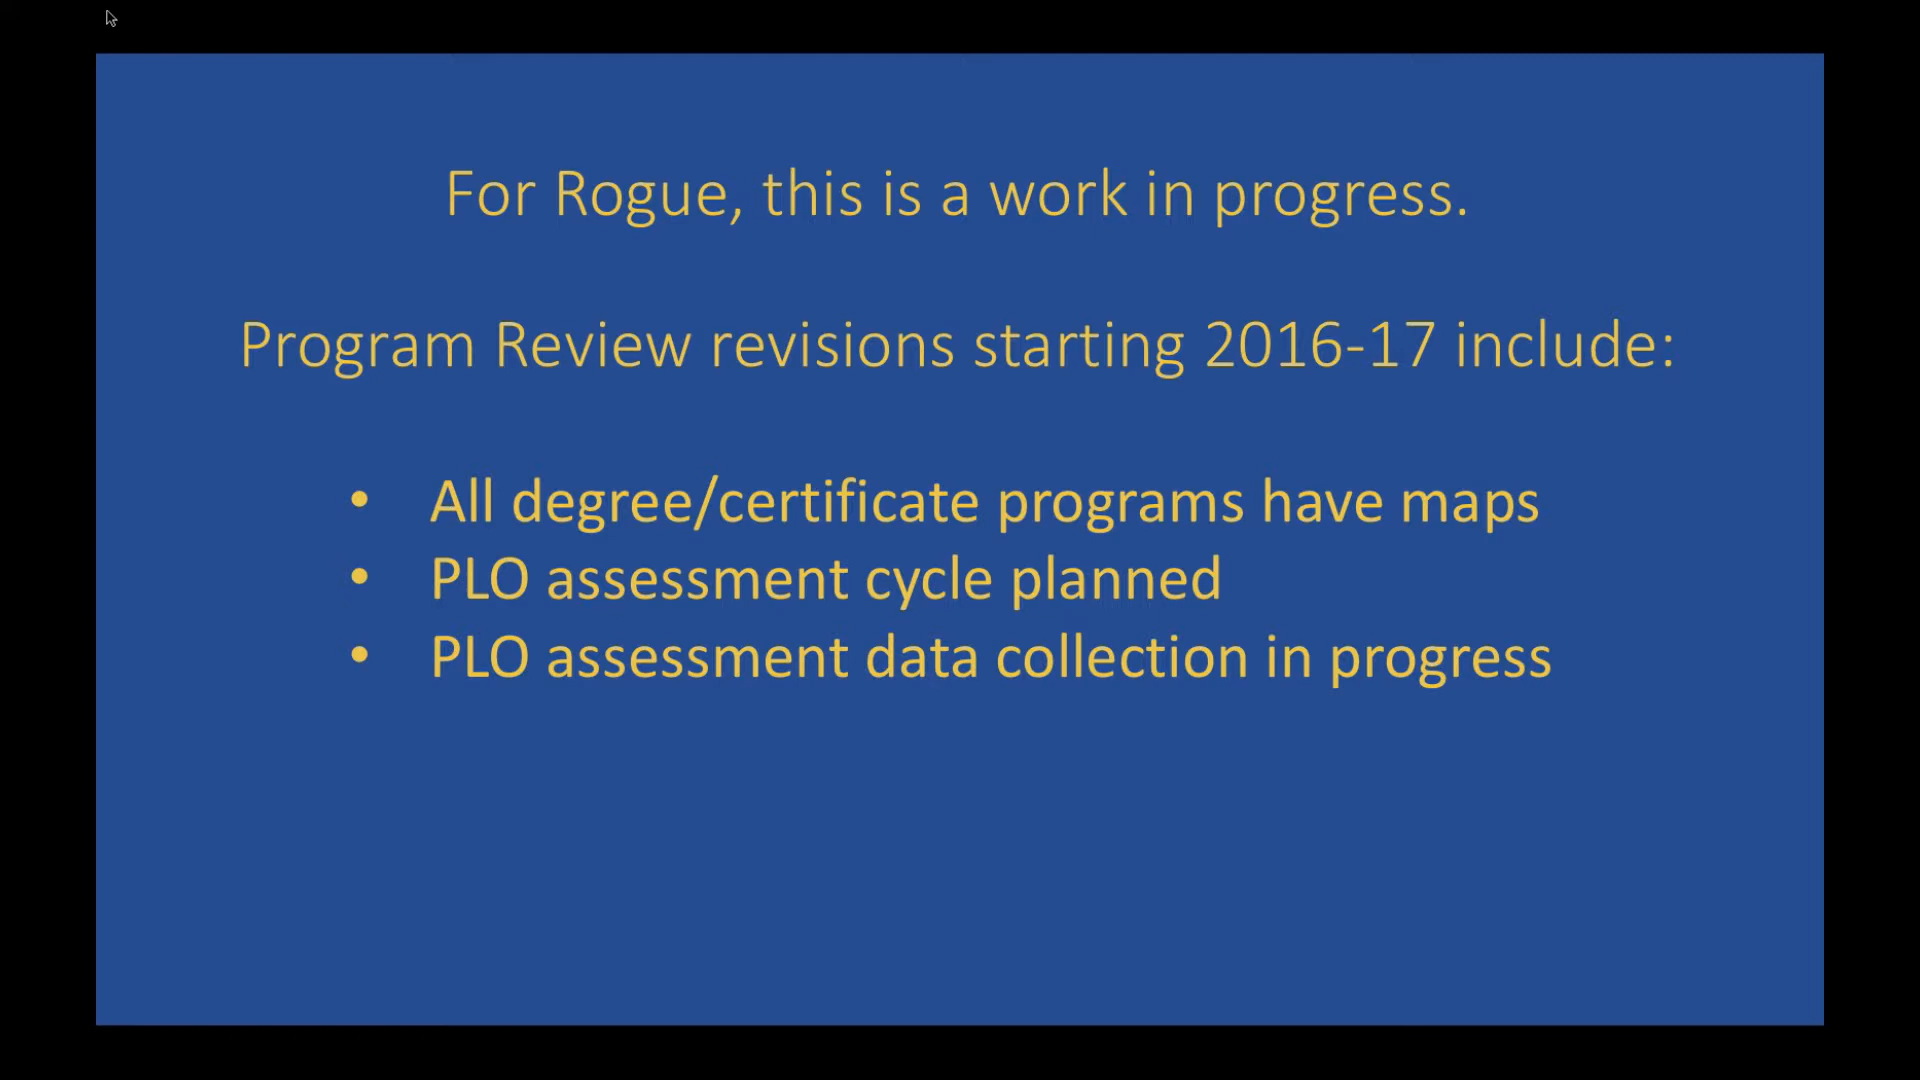 For Rogue, this is a work in progress.
Program Review revisions starting 2016-17 include:
• All degree/certificate programs have maps
• PLO assessment cycle planned
• PLO assessment data collection in progress